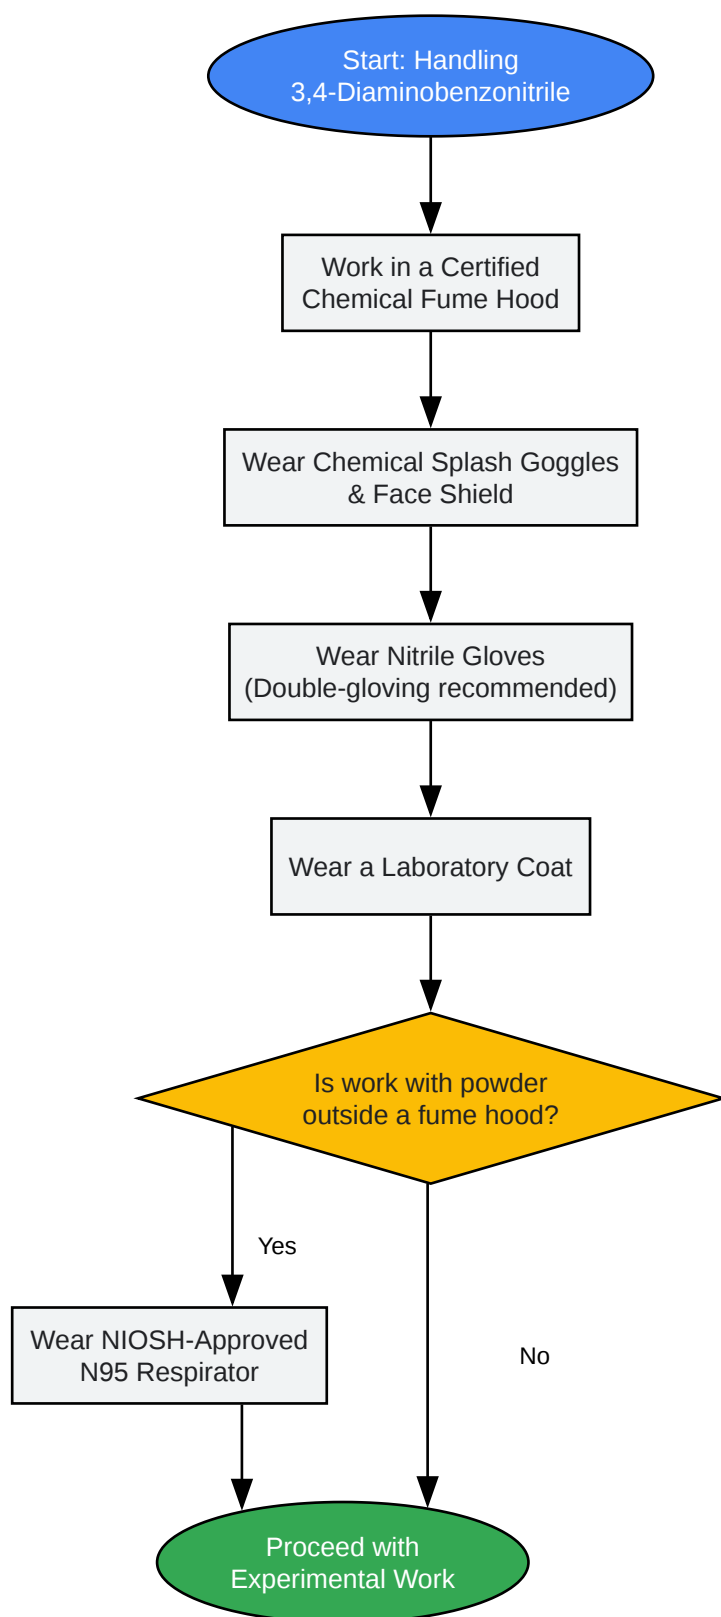 Start: Handling
3,4-Diaminobenzonitrile
Work in a Certified
Chemical Fume Hood
Wear Chemical Splash Goggles
& Face Shield
Wear Nitrile Gloves
(Double-gloving recommended)
Wear a Laboratory Coat
Is work with powder
outside a fume hood?
Yes
Wear NIOSH-Approved
N95 Respirator
No
Proceed with
Experimental Work